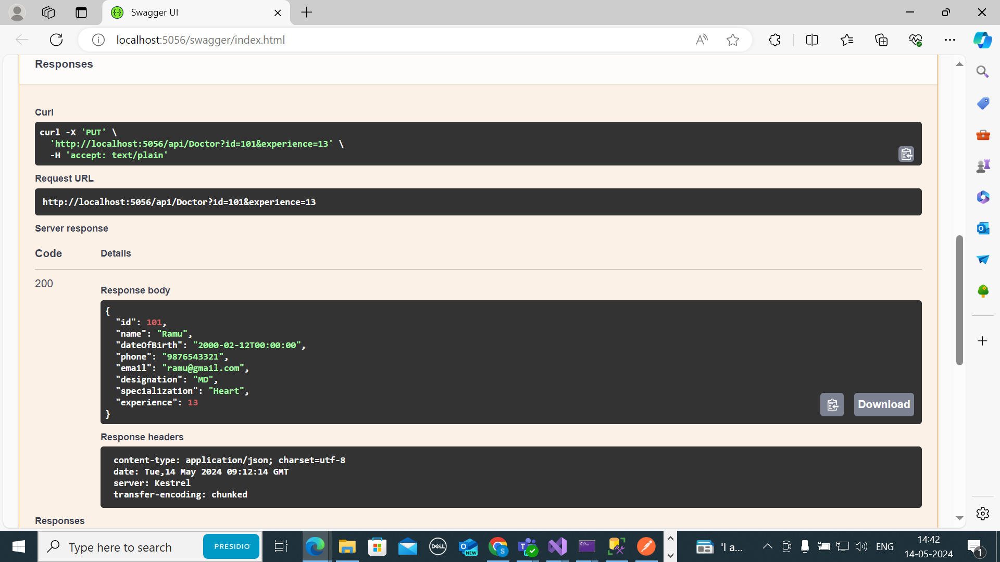 Swagger UI
localhost:5056/swagger/index.html
Responses
Curl
curl -X 'PUT' \
'http://localhost:5056/api/Doctor?id=101&experience=13' \
-H 'accept: text/plain'
Request URL
http://localhost:5056/api/Doctor?id=101&experience=13
Server response
Code Details
200
Response body
{
"id": 101,
"name": "Ramu",
"dateOfBirth": "2000-02-12T00:00:00",
"phone": "9876543321",
"email": "ramu@gmail.com",
"designation": "MD",
"specialization": "Heart",
"experience": 13
}
Download
Response headers
content-type: application/json; charset=utf-8
date: Tue,14 May 2024 09:12:14 GMT
server: Kestrel
transfer-encoding: chunked
Responses
Type here to search
PRESIDIO
DELL
NEW
S
'I a...
ENG
14:42
14-05-2024
1